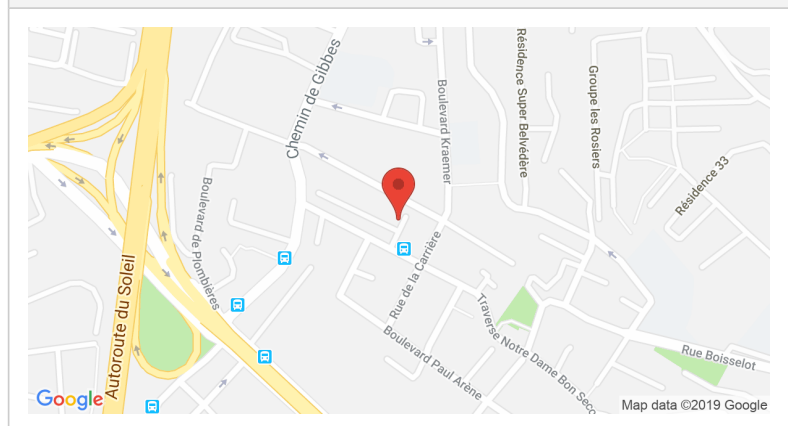 Chemin de Gibbes
Boulevard Kraemer
Résidence Super Belvédère
Groupe les Rosiers
Résidence 33
Boulevard de Plombières
Autoroute du Soleil
Rue de la Carrière
Boulevard Paul Arène
Traverse Notre Dame Bon Seco
Rue Boisselot
Google
Map data ©2019 Google